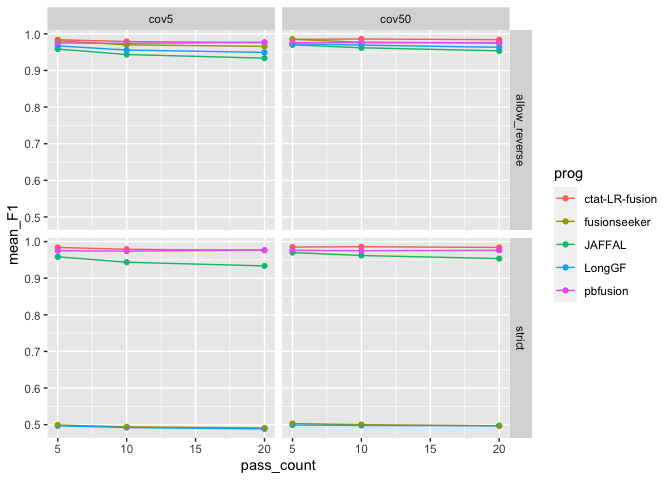 cov5
cov50
1.0
0.9
0.8
0.7
0.6
0.5
allow_reverse
1.0
0.9
0.8
0.7
0.6
0.5
strict
mean_F1
5
10
15
20
5
10
15
20
pass_count
prog
ctat-LR-fusion
fusionseeker
JAFFAL
LongGF
pbfusion